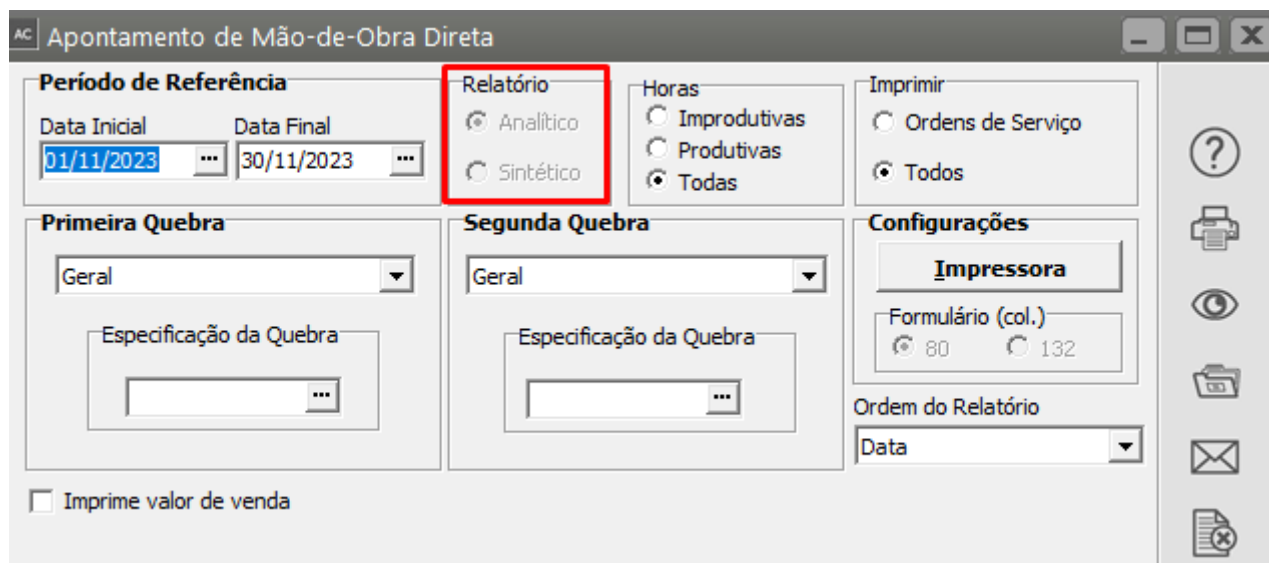 AC Apontamento de Mão-de-Obra Direta
Período de Referência
Data Inicial Data Final
01/11/2023 ... 30/11/2023 ...
Relatório
Analítico
Sintético
Horas
Improdutivas
Produtivas
Todas
Imprimir
Ordens de Serviço
Todos
Primeira Quebra
Geral
Especificação da Quebra
...
Segunda Quebra
Geral
Especificação da Quebra
...
Configurações
Impressora
Formulário (col.)
80 132
Ordem do Relatório
Data
Imprime valor de venda